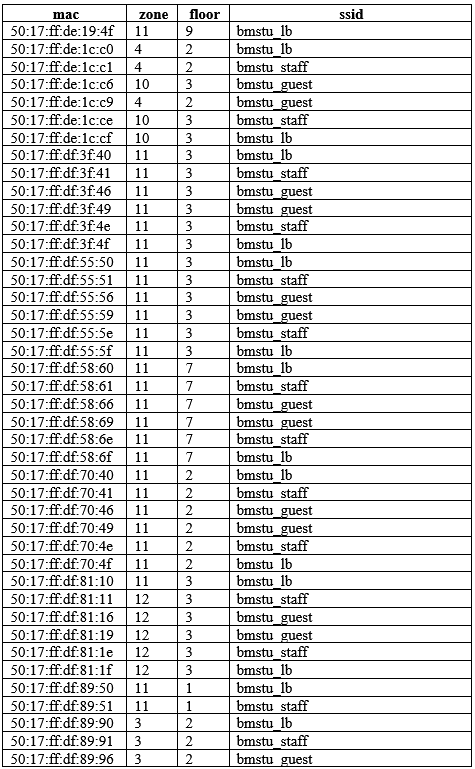 mac zone floor ssid
50:17:ff:de:19:4f 11 9 bmstu_lb
50:17:ff:de:1c:c0 4 2 bmstu_lb
50:17:ff:de:1c:c1 4 2 bmstu_staff
50:17:ff:de:1c:c6 10 3 bmstu_guest
50:17:ff:de:1c:c9 4 2 bmstu_guest
50:17:ff:de:1c:ce 10 3 bmstu_staff
50:17:ff:de:1c:cf 10 3 bmstu_lb
50:17:ff:df:3f:40 11 3 bmstu_lb
50:17:ff:df:3f:41 11 3 bmstu_staff
50:17:ff:df:3f:46 11 3 bmstu_guest
50:17:ff:df:3f:49 11 3 bmstu_guest
50:17:ff:df:3f:4e 11 3 bmstu_staff
50:17:ff:df:3f:4f 11 3 bmstu_lb
50:17:ff:df:55:50 11 3 bmstu_lb
50:17:ff:df:55:51 11 3 bmstu_staff
50:17:ff:df:55:56 11 3 bmstu_guest
50:17:ff:df:55:59 11 3 bmstu_guest
50:17:ff:df:55:5e 11 3 bmstu_staff
50:17:ff:df:55:5f 11 3 bmstu_lb
50:17:ff:df:58:60 11 7 bmstu_lb
50:17:ff:df:58:61 11 7 bmstu_staff
50:17:ff:df:58:66 11 7 bmstu_guest
50:17:ff:df:58:69 11 7 bmstu_guest
50:17:ff:df:58:6e 11 7 bmstu_staff
50:17:ff:df:58:6f 11 7 bmstu_lb
50:17:ff:df:70:40 11 2 bmstu_lb
50:17:ff:df:70:41 11 2 bmstu_staff
50:17:ff:df:70:46 11 2 bmstu_guest
50:17:ff:df:70:49 11 2 bmstu_guest
50:17:ff:df:70:4e 11 2 bmstu_staff
50:17:ff:df:70:4f 11 2 bmstu_lb
50:17:ff:df:81:10 11 3 bmstu_lb
50:17:ff:df:81:11 12 3 bmstu_staff
50:17:ff:df:81:16 12 3 bmstu_guest
50:17:ff:df:81:19 12 3 bmstu_guest
50:17:ff:df:81:1e 12 3 bmstu_staff
50:17:ff:df:81:1f 12 3 bmstu_lb
50:17:ff:df:89:50 11 1 bmstu_lb
50:17:ff:df:89:51 11 1 bmstu_staff
50:17:ff:df:89:90 3 2 bmstu_lb
50:17:ff:df:89:91 3 2 bmstu_staff
50:17:ff:df:89:96 3 2 bmstu_guest